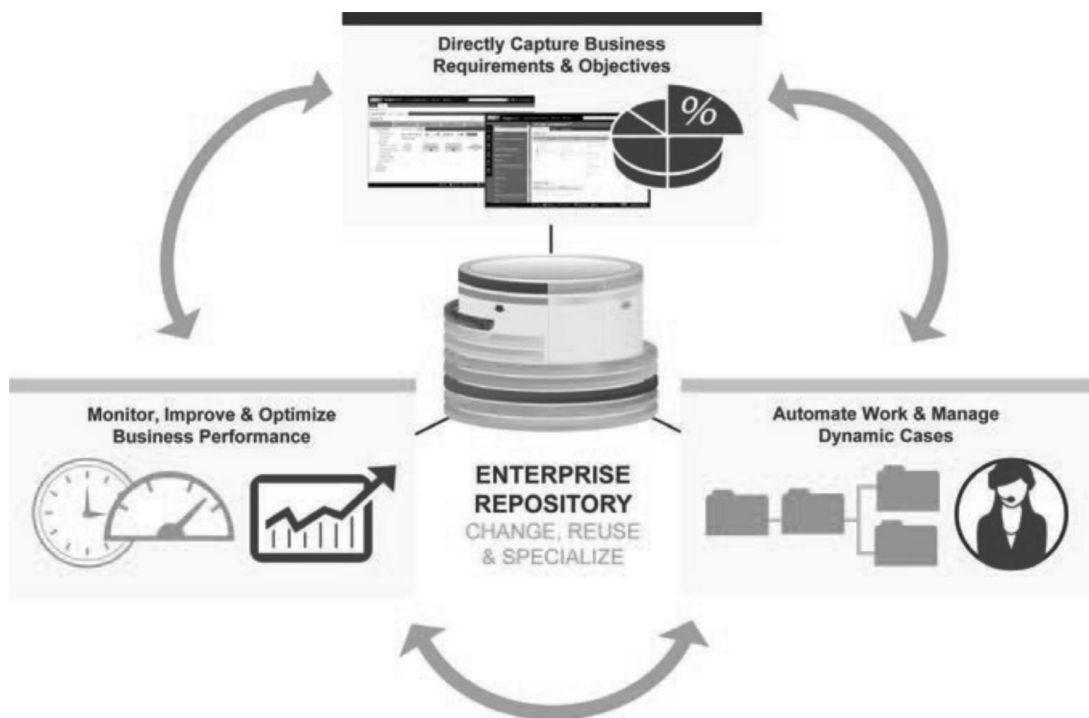 Directly Capture Business
Requirements & Objectives
%
Monitor, Improve & Optimize
Business Performance
Automate Work & Manage
Dynamic Cases
ENTERPRISE
REPOSITORY
CHANGE, REUSE
& SPECIALIZE